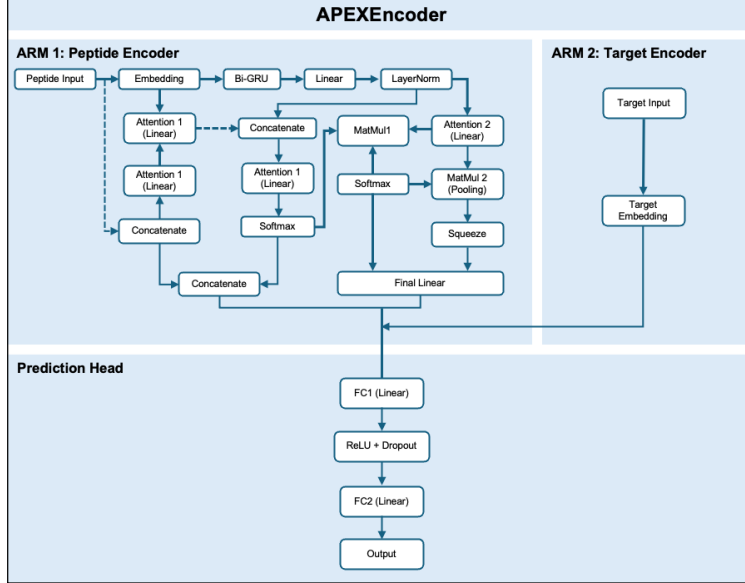 APEXEncoder
ARM 1: Peptide Encoder
ARM 2: Target Encoder
Peptide Input
Embedding
Bi-GRU
Linear
LayerNorm
Attention 1
(Linear)
Concatenate
MatMul1
Attention 2
(Linear)
Attention 1
(Linear)
Attention 1
(Linear)
Softmax
MatMul 2
(Pooling)
Concatenate
Softmax
Squeeze
Concatenate
Final Linear
Target Input
Target
Embedding
Prediction Head
FC1 (Linear)
ReLU + Dropout
FC2 (Linear)
Output